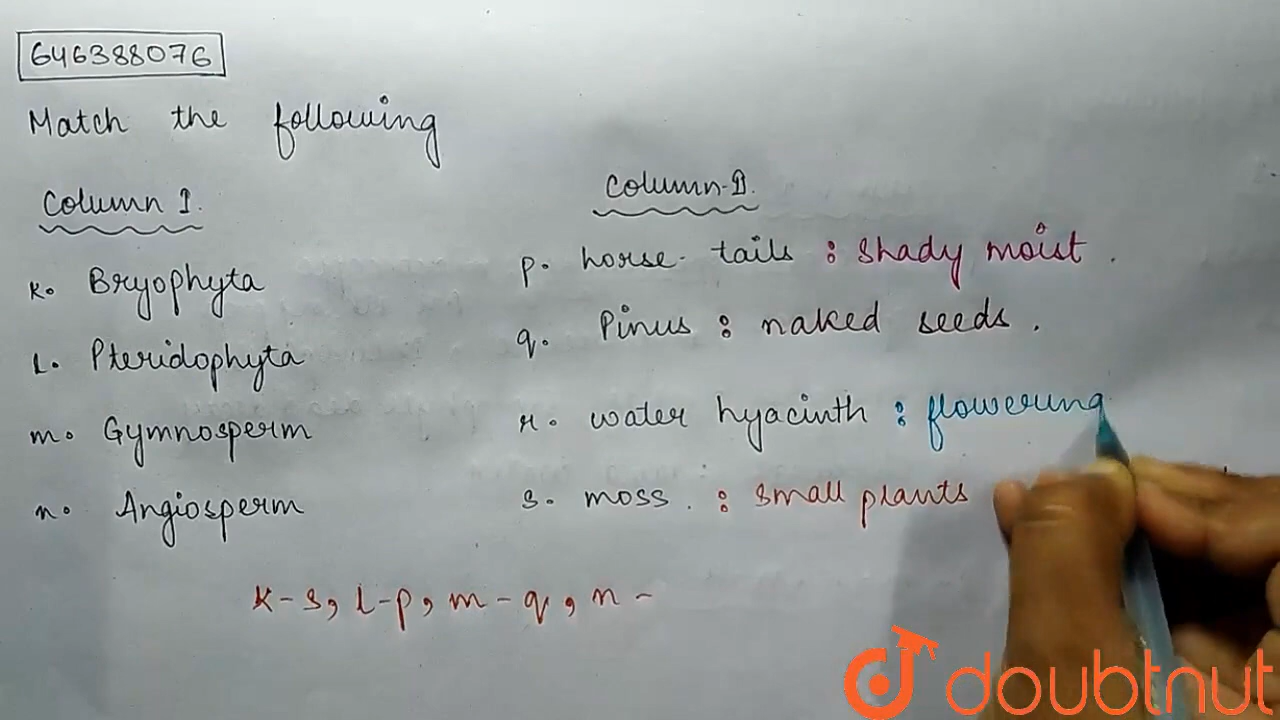 646388076
Match the following
Column I.
Column-II.
K. Bryophyta
p. horse-tails : Shady moist.
L. Pteridophyta
q. Pinus : naked seeds.
m. Gymnosperm
r. water hyacinth : flowering
n. Angiosperm
s. moss. : small plants
K-s, l-p, m-q, n-
doubtnut